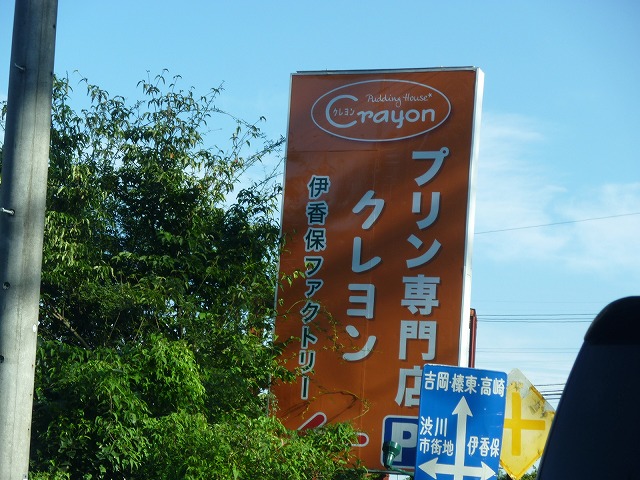 Pudding House*
クレヨン
Crayon
プリン専門店
クレヨン
伊香保ファクトリー
P
吉岡・榛東・高崎
渋川
市街地
伊香保